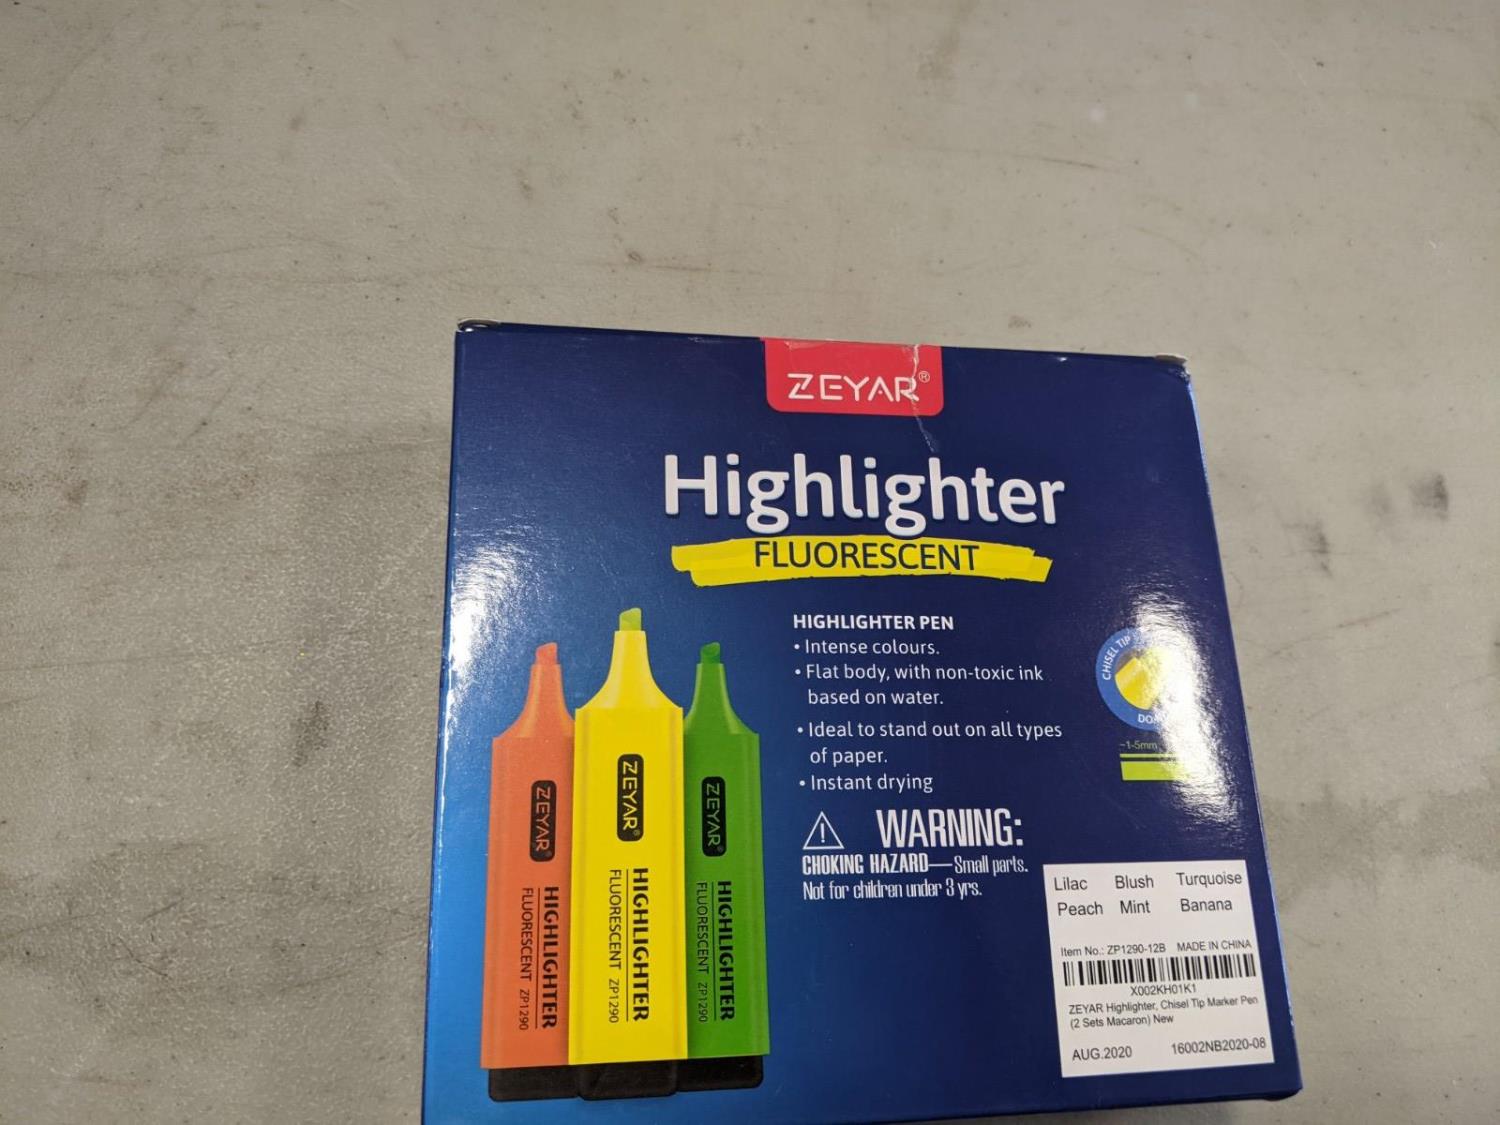 ZEYAR®
Highlighter
FLUORESCENT
HIGHLIGHTER PEN
• Intense colours.
• Flat body, with non-toxic ink
based on water.
• Ideal to stand out on all types
of paper.
• Instant drying
WARNING:
CHOKING HAZARD—Small parts.
Not for children under 3 yrs.
CHISEL TIP
~1-5mm
ZEYAR®
HIGHLIGHTER
FLUORESCENT ZP1290
ZEYAR®
HIGHLIGHTER
FLUORESCENT ZP1290
ZEYAR®
HIGHLIGHTER
FLUORESCENT ZP1290
Lilac Blush Turquoise
Peach Mint Banana
Item No.: ZP1290-12B MADE IN CHINA
X002KH01K1
ZEYAR Highlighter, Chisel Tip Marker Pen
(2 Sets Macaron) New
AUG.2020 16002NB2020-08